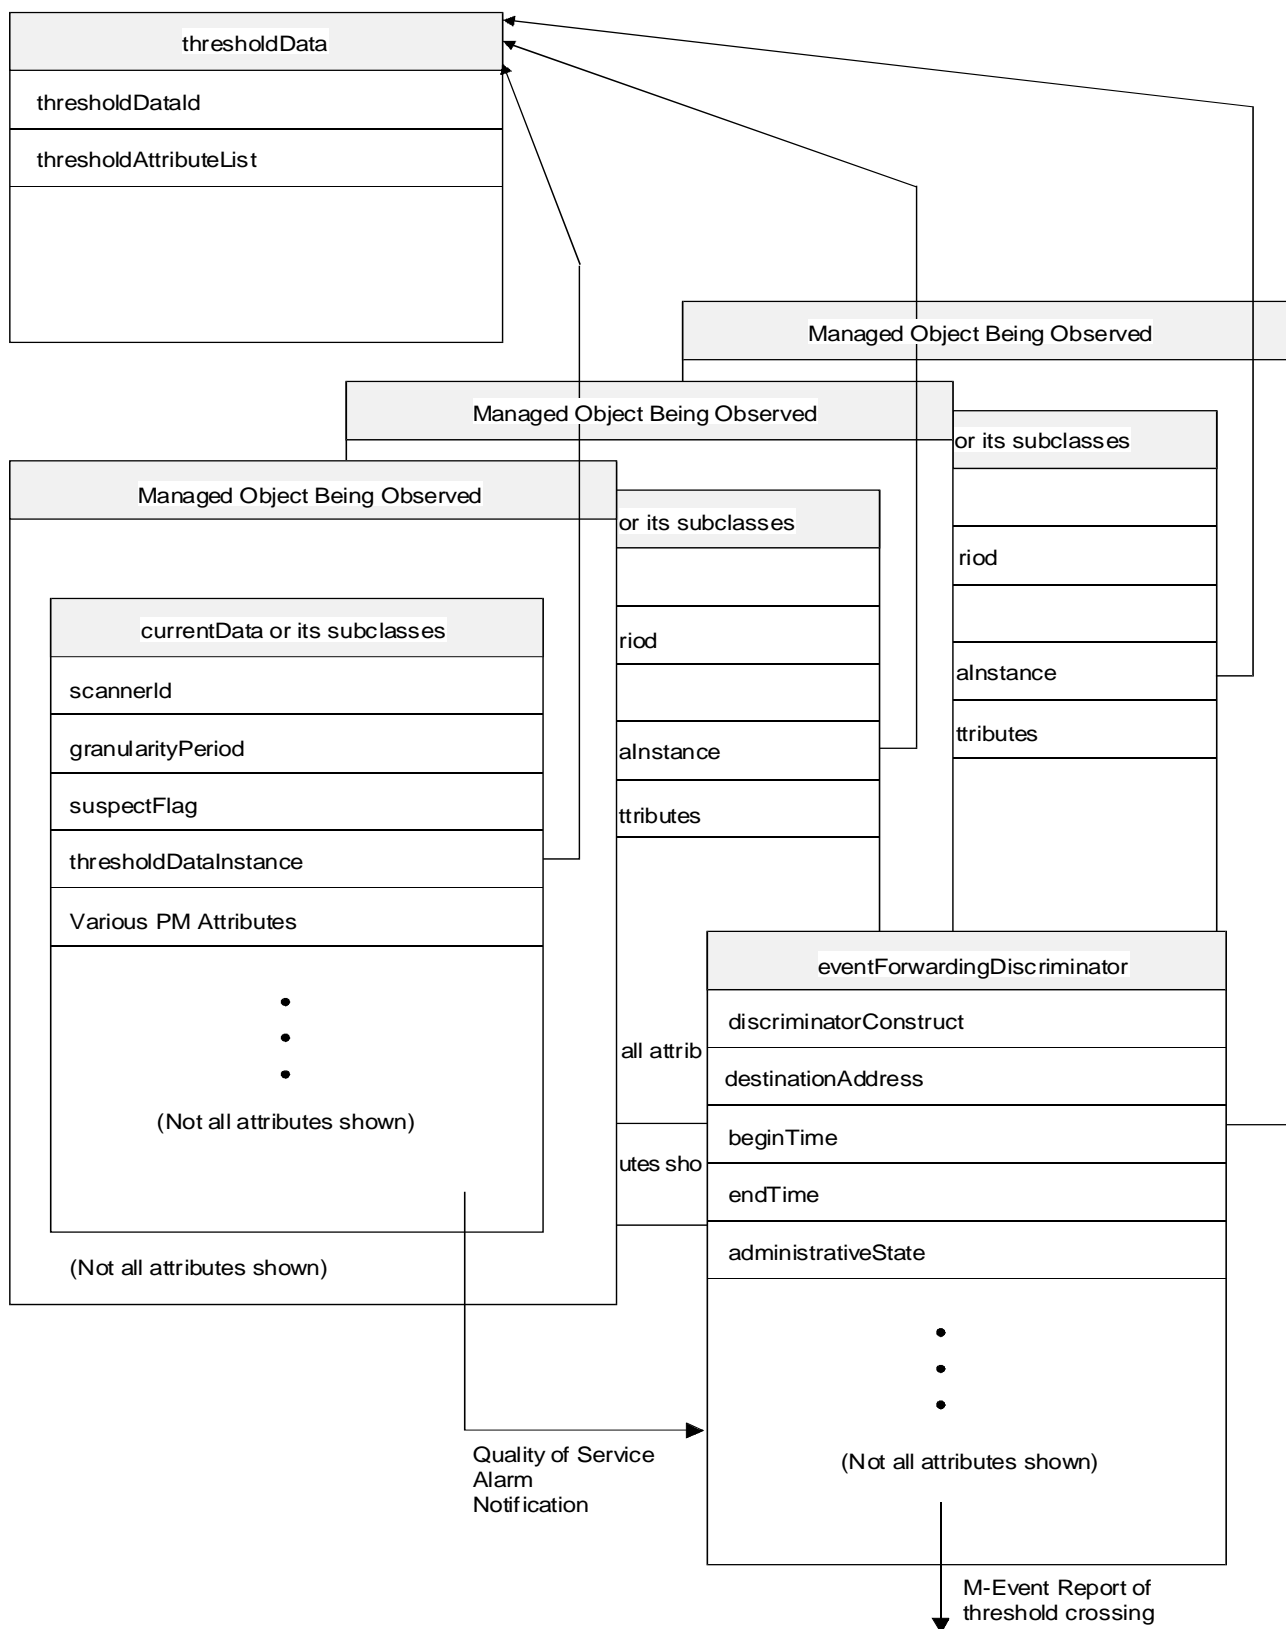 thresholdData
thresholdDataId
thresholdAttributeList
Managed Object Being Observed
Managed Object Being Observed
or its subclasses
Managed Object Being Observed
or its subclasses
riod
riod
currentData or its subclasses
scannerId
granularityPeriod
suspectFlag
thresholdDataInstance
Various PM Attributes
aInstance
ttributes
aInstance
ttributes
(Not all attributes shown)
(Not all attributes shown)
all attrib
utes sho
eventForwardingDiscriminator
discriminatorConstruct
destinationAddress
beginTime
endTime
administrativeState
(Not all attributes shown)
Quality of Service
Alarm
Notification
M-Event Report of
threshold crossing